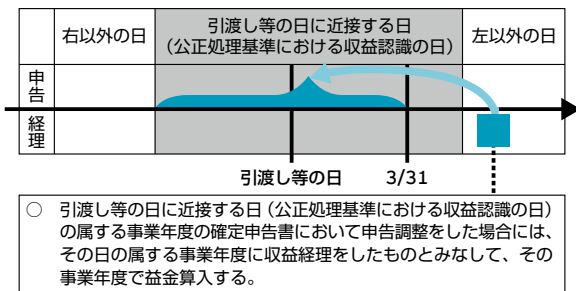 右以外の日
引渡し等の日に近接する日
（公正処理基準における収益認識の日）
左以外の日
申告
経理
引渡し等の日
3/31
○　引渡し等の日に近接する日（公正処理基準における収益認識の日）
の属する事業年度の確定申告書において申告調整をした場合には、
その日の属する事業年度に収益経理をしたものとみなして、その
事業年度で益金算入する。